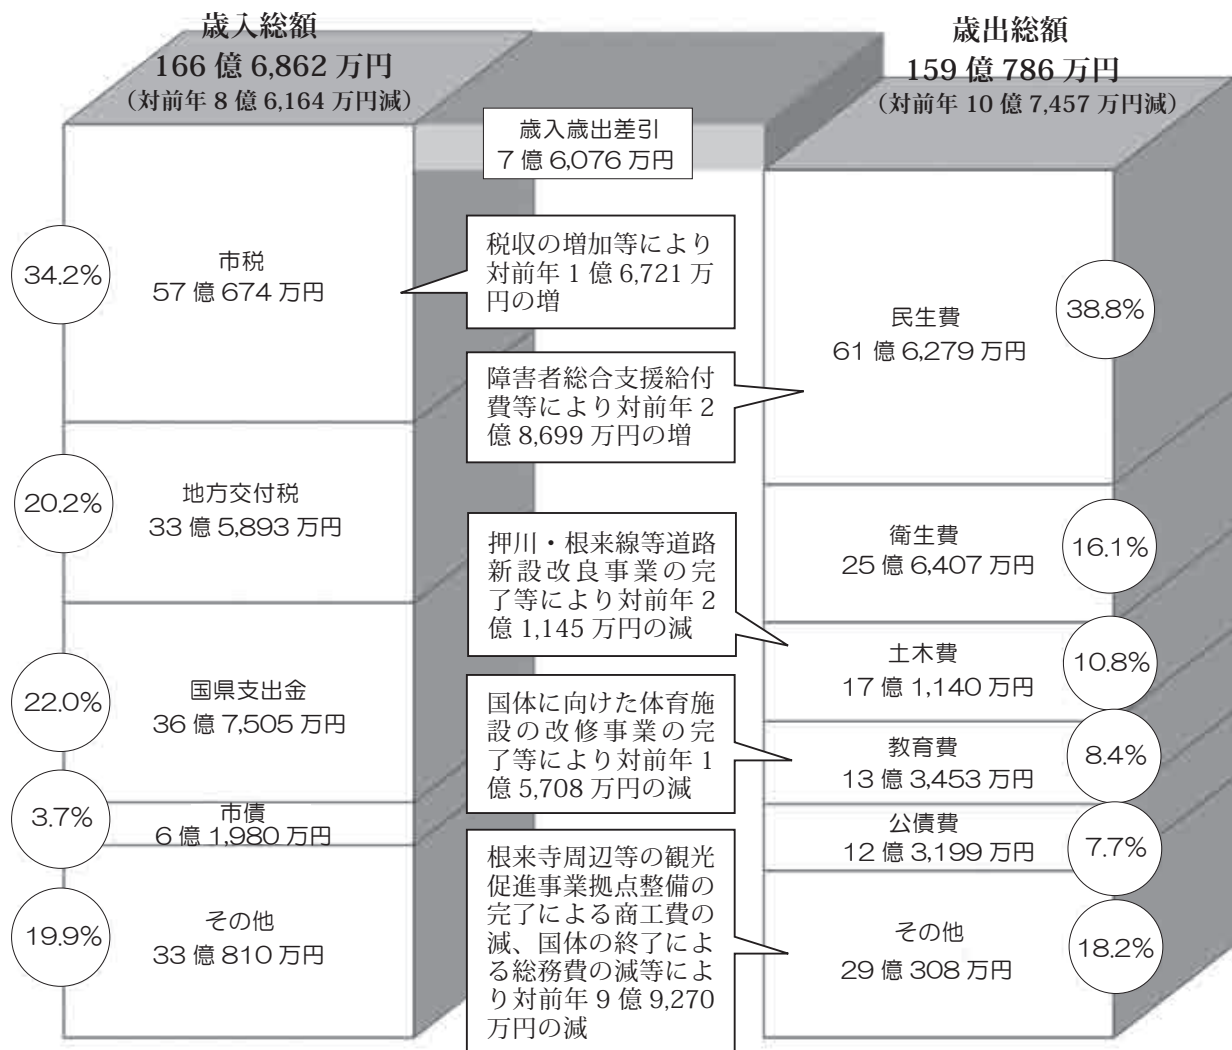 歳入総額
166 億 6,862 万円
（対前年 8 億 6,164 万円減）
歳出総額
159 億 786 万円
（対前年 10 億 7,457 万円減）
歳入歳出差引
7 億 6,076 万円
34.2%
市税
57 億 674 万円
20.2%
地方交付税
33 億 5,893 万円
22.0%
国県支出金
36 億 7,505 万円
3.7%
市債
6 億 1,980 万円
19.9%
その他
33 億 810 万円
税収の増加等により
対前年 1 億 6,721 万
円の増
障害者総合支援給付
費等により対前年 2
億 8,699 万円の増
押川・根来線等道路
新設改良事業の完
了等により対前年 2
億 1,145 万円の減
国体に向けた体育施
設の改修事業の完
了等により対前年 1
億 5,708 万円の減
根来寺周辺等の観光
促進事業拠点整備の
完了による商工費の
減、国体の終了によ
る総務費の減等によ
り対前年 9 億 9,270
万円の減
民生費
61 億 6,279 万円
38.8%
衛生費
25 億 6,407 万円
16.1%
土木費
17 億 1,140 万円
10.8%
教育費
13 億 3,453 万円
8.4%
公債費
12 億 3,199 万円
7.7%
その他
29 億 308 万円
18.2%